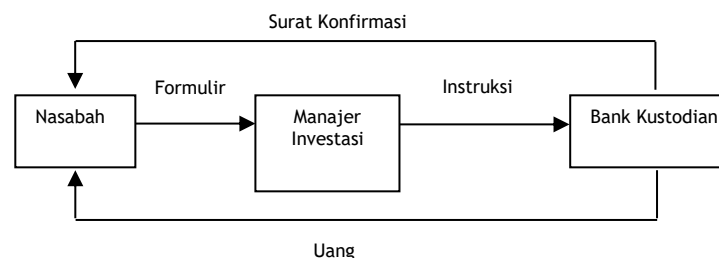 Surat Konfirmasi
Formulir
Instruksi
Nasabah
Manajer
Investasi
Bank Kustodian
Uang